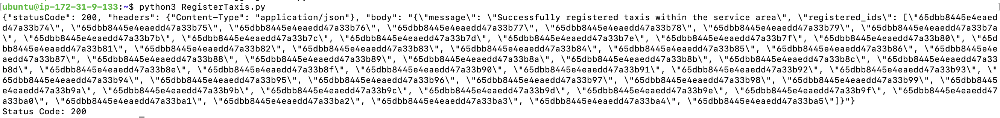 ubuntu@ip-172-31-9-133:~$ python3 RegisterTaxis.py
{"statusCode": 200, "headers": {"Content-Type": "application/json"}, "body": "{\"message\": \"Successfully registered taxis within the service area\", \"registered_ids\": [\"65dbb8445e4eaed
d47a33b74\", \"65dbb8445e4eaedd47a33b75\", \"65dbb8445e4eaedd47a33b76\", \"65dbb8445e4eaedd47a33b77\", \"65dbb8445e4eaedd47a33b78\", \"65dbb8445e4eaedd47a33b79\", \"65dbb8445e4eaedd47a33b7a
\", \"65dbb8445e4eaedd47a33b7b\", \"65dbb8445e4eaedd47a33b7c\", \"65dbb8445e4eaedd47a33b7d\", \"65dbb8445e4eaedd47a33b7e\", \"65dbb8445e4eaedd47a33b7f\", \"65dbb8445e4eaedd47a33b80\", \"65d
bb8445e4eaedd47a33b81\", \"65dbb8445e4eaedd47a33b82\", \"65dbb8445e4eaedd47a33b83\", \"65dbb8445e4eaedd47a33b84\", \"65dbb8445e4eaedd47a33b85\", \"65dbb8445e4eaedd47a33b86\", \"65dbb8445e4e
aedd47a33b87\", \"65dbb8445e4eaedd47a33b88\", \"65dbb8445e4eaedd47a33b89\", \"65dbb8445e4eaedd47a33b8a\", \"65dbb8445e4eaedd47a33b8b\", \"65dbb8445e4eaedd47a33b8c\", \"65dbb8445e4eaedd47a33
b8d\", \"65dbb8445e4eaedd47a33b8e\", \"65dbb8445e4eaedd47a33b8f\", \"65dbb8445e4eaedd47a33b90\", \"65dbb8445e4eaedd47a33b91\", \"65dbb8445e4eaedd47a33b92\", \"65dbb8445e4eaedd47a33b93\", \"
65dbb8445e4eaedd47a33b94\", \"65dbb8445e4eaedd47a33b95\", \"65dbb8445e4eaedd47a33b96\", \"65dbb8445e4eaedd47a33b97\", \"65dbb8445e4eaedd47a33b98\", \"65dbb8445e4eaedd47a33b99\", \"65dbb8445
e4eaedd47a33b9a\", \"65dbb8445e4eaedd47a33b9b\", \"65dbb8445e4eaedd47a33b9c\", \"65dbb8445e4eaedd47a33b9d\", \"65dbb8445e4eaedd47a33b9e\", \"65dbb8445e4eaedd47a33b9f\", \"65dbb8445e4eaedd47
a33ba0\", \"65dbb8445e4eaedd47a33ba1\", \"65dbb8445e4eaedd47a33ba2\", \"65dbb8445e4eaedd47a33ba3\", \"65dbb8445e4eaedd47a33ba4\", \"65dbb8445e4eaedd47a33ba5\"]}"}
Status Code: 200